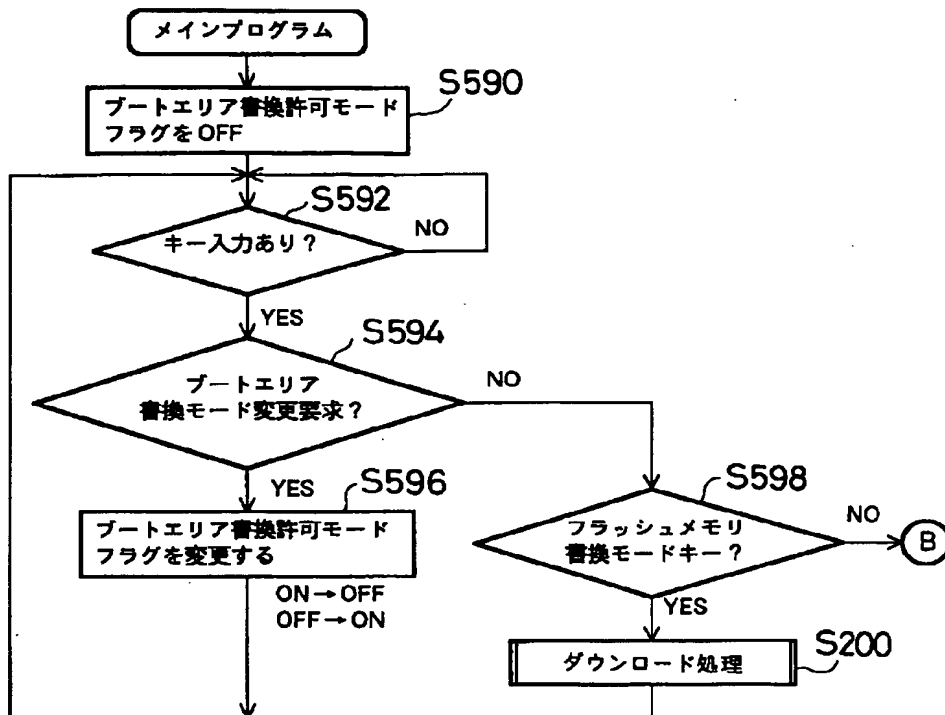 メインプログラム
S590
ブートエリア書換許可モード
フラグをOFF
S592
キー入力あり？
NO
YES
S594
ブートエリア
書換モード変更要求？
NO
YES
S596
ブートエリア書換許可モード
フラグを変更する
ON→OFF
OFF→ON
S598
フラッシュメモリ
書換モードキー？
NO
B
YES
S200
ダウンロード処理